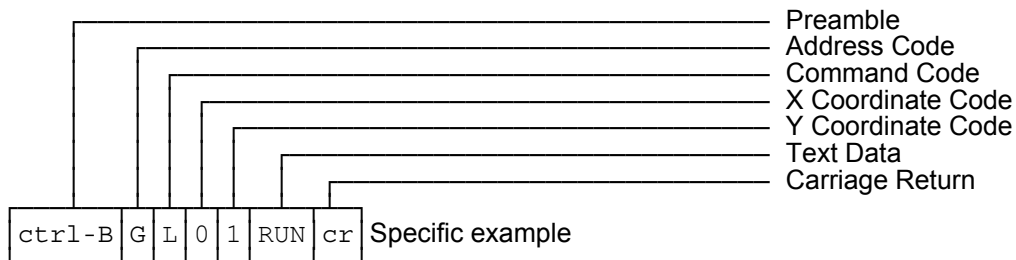 Preamble
Address Code
Command Code
X Coordinate Code
Y Coordinate Code
Text Data
Carriage Return
ctrl-B G L 0 1 RUN cr Specific example